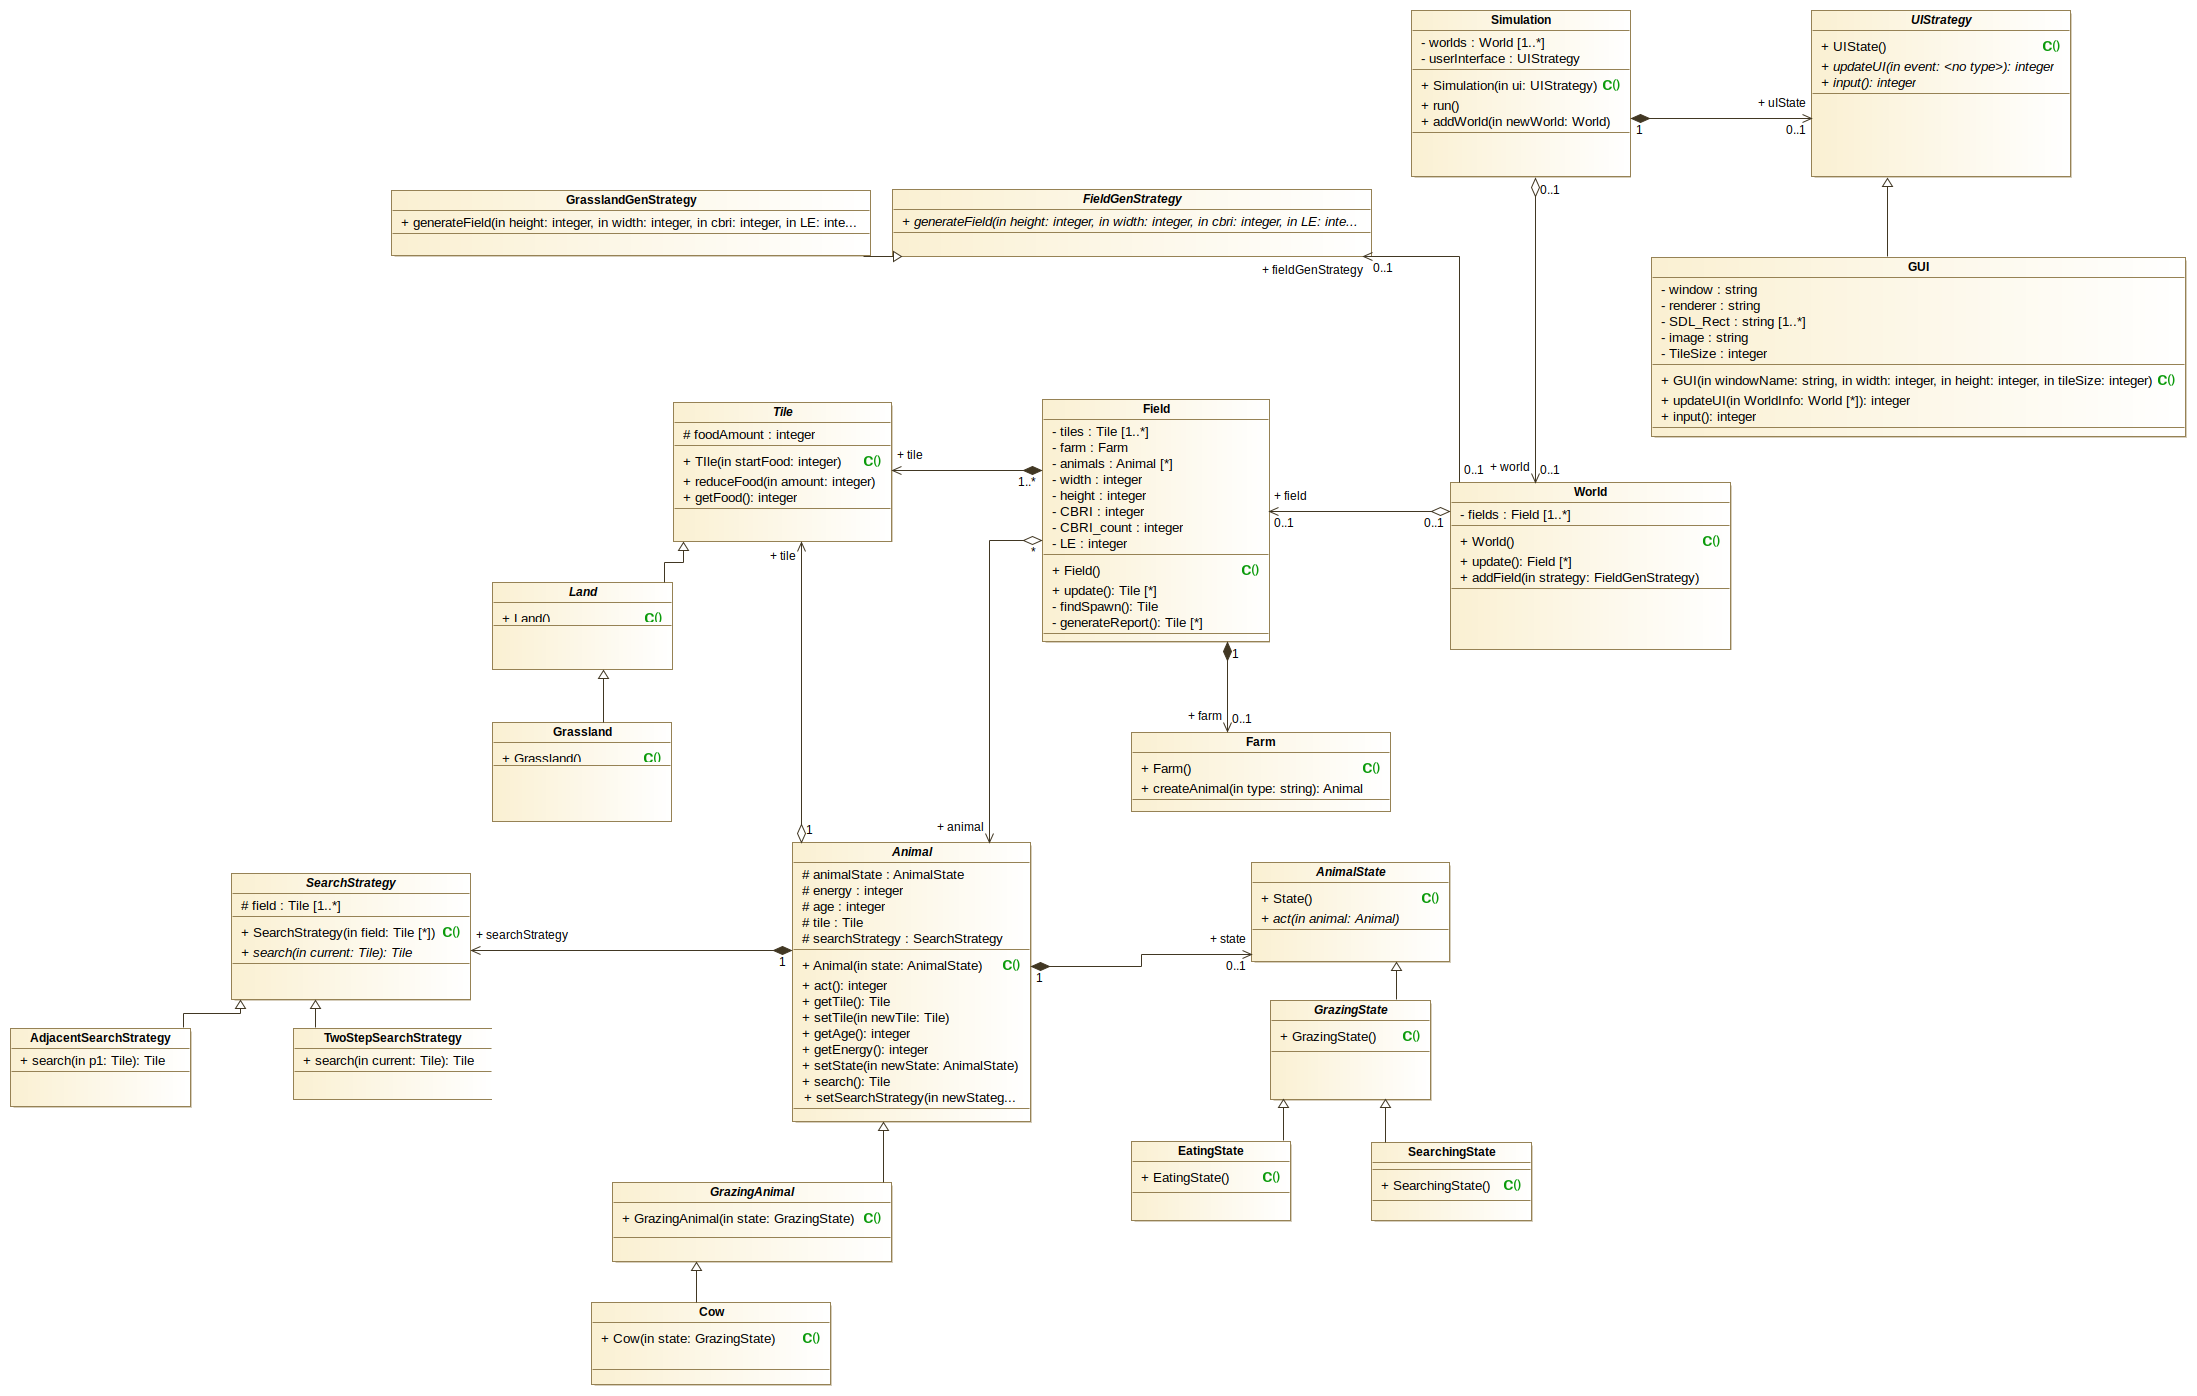 Simulation
- worlds : World [1..*]
- userInterface : UIStrategy
+ Simulation(in ui: UIStrategy) C()
+ run()
+ addWorld(in newWorld: World)
UIStrategy
+ UIState() C()
+ updateUI(in event: <no type>): integer
+ input(): integer
+ uIState
1
0..1
0..1
GrasslandGenStrategy
+ generateField(in height: integer, in width: integer, in cbri: integer, in LE: inte...
FieldGenStrategy
+ generateField(in height: integer, in width: integer, in cbri: integer, in LE: inte...
+ fieldGenStrategy
0..1
GUI
- window : string
- renderer : string
- SDL_Rect : string [1..*]
- image : string
- TileSize : integer
+ GUI(in windowName: string, in width: integer, in height: integer, in tileSize: integer) C()
+ updateUI(in WorldInfo: World [*]): integer
+ input(): integer
Tile
# foodAmount : integer
+ TIle(in startFood: integer) C()
+ reduceFood(in amount: integer)
+ getFood(): integer
+ tile
1..*
Field
- tiles : Tile [1..*]
- farm : Farm
- animals : Animal [*]
- width : integer
- height : integer
- CBRI : integer
- CBRI_count : integer
- LE : integer
+ Field() C()
+ update(): Tile [*]
- findSpawn(): Tile
- generateReport(): Tile [*]
0..1
+ world
0..1
+ field
0..1
0..1
World
- fields : Field [1..*]
+ World() C()
+ update(): Field [*]
+ addField(in strategy: FieldGenStrategy)
*
+ tile
Land
+ Land() C()
1
+ farm
0..1
Grassland
+ Grassland() C()
Farm
+ Farm() C()
+ createAnimal(in type: string): Animal
1
+ animal
Animal
# animalState : AnimalState
# energy : integer
# age : integer
# tile : Tile
# searchStrategy : SearchStrategy
+ Animal(in state: AnimalState) C()
+ act(): integer
+ getTile(): Tile
+ setTile(in newTile: Tile)
+ getAge(): integer
+ getEnergy(): integer
+ setState(in newState: AnimalState)
+ search(): Tile
+ setSearchStrategy(in newStateg...
SearchStrategy
# field : Tile [1..*]
+ SearchStrategy(in field: Tile [*]) C()
+ search(in current: Tile): Tile
+ searchStrategy
1
1
+ state
0..1
AnimalState
+ State() C()
+ act(in animal: Animal)
AdjacentSearchStrategy
+ search(in p1: Tile): Tile
TwoStepSearchStrategy
+ search(in current: Tile): Tile
GrazingState
+ GrazingState() C()
EatingState
+ EatingState() C()
SearchingState
+ SearchingState() C()
GrazingAnimal
+ GrazingAnimal(in state: GrazingState) C()
Cow
+ Cow(in state: GrazingState) C()